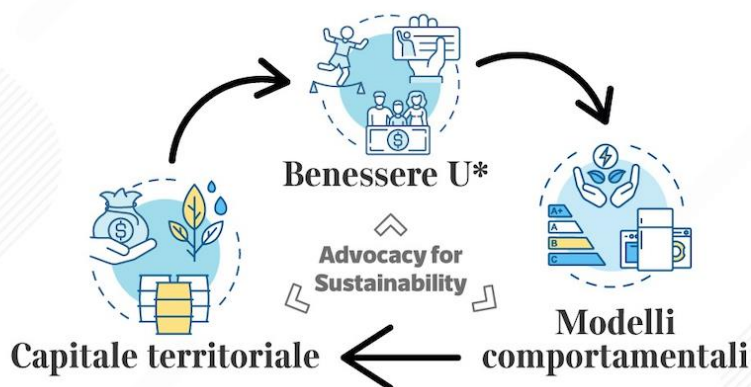 $
Benessere U*
A+
A
B
C
$
Advocacy for
Sustainability
Capitale territoriale
Modelli
comportamentali